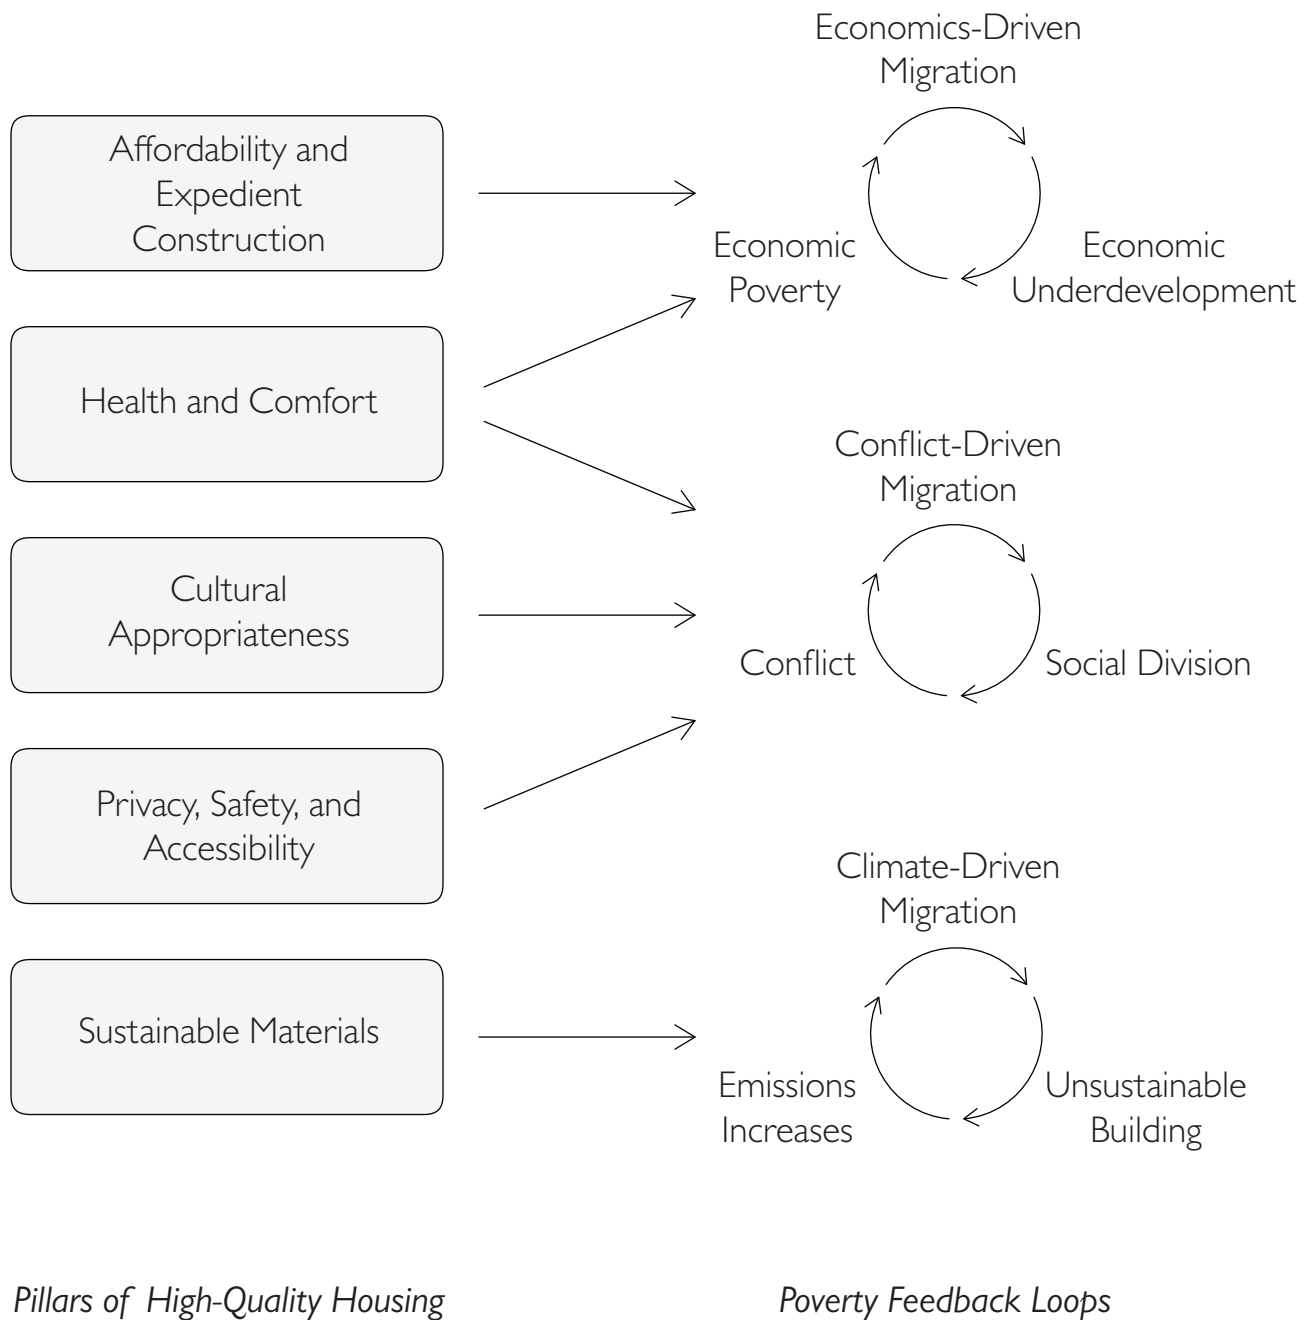 Economics-Driven
Migration
Affordability and
Expedient
Construction
Economic
Poverty
Economic
Underdevelopment
Health and Comfort
Conflict-Driven
Migration
Cultural
Appropriateness
Conflict
Social Division
Privacy, Safety, and
Accessibility
Climate-Driven
Migration
Sustainable Materials
Emissions
Increases
Unsustainable
Building
Pillars of High-Quality Housing
Poverty Feedback Loops